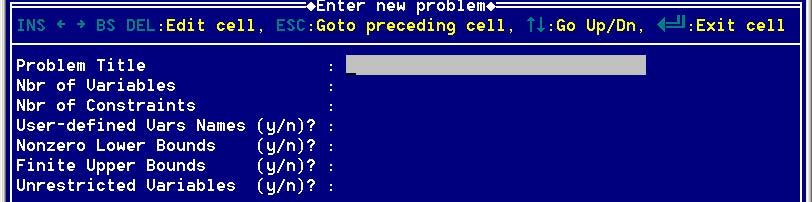 ◆Enter new problem◆
INS ← → BS DEL:Edit cell, ESC:Goto preceding cell, ↑↓:Go Up/Dn, ◄┘:Exit cell
Problem Title :
Nbr of Variables :
Nbr of Constraints :
User-defined Vars Names (y/n)? :
Nonzero Lower Bounds (y/n)? :
Finite Upper Bounds (y/n)? :
Unrestricted Variables (y/n)? :